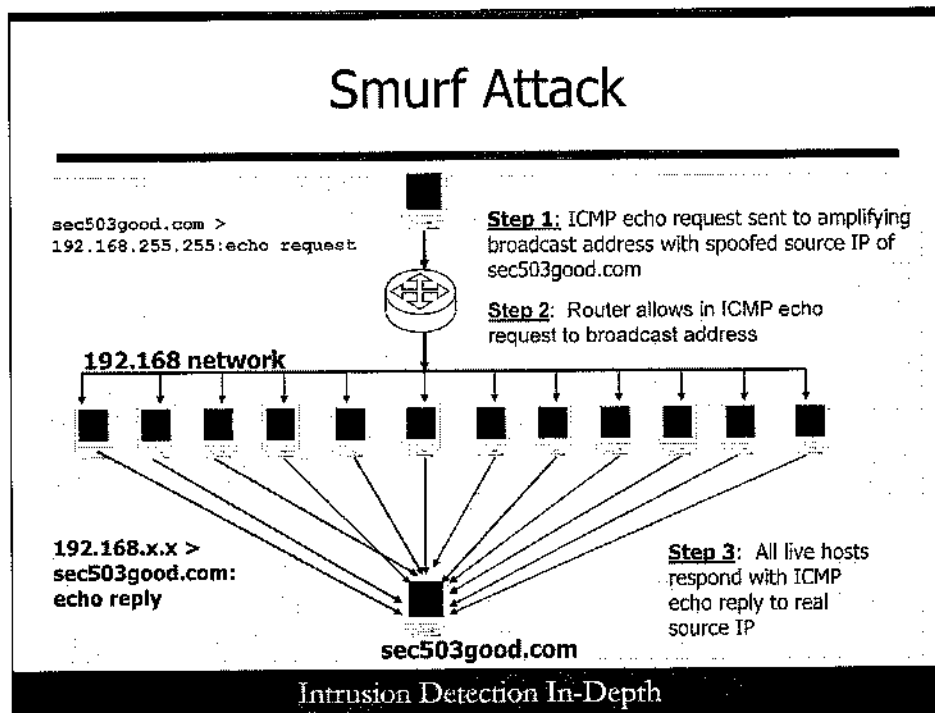 Smurf Attack
sec503good.com >
192.168.255.255:echo request
Step 1: ICMP echo request sent to amplifying
broadcast address with spoofed source IP of
sec503good.com
Step 2: Router allows in ICMP echo
request to broadcast address
192.168 network
192.168.x.x >
sec503good.com:
echo reply
Step 3: All live hosts
respond with ICMP
echo reply to real
source IP
sec503good.com
Intrusion Detection In-Depth